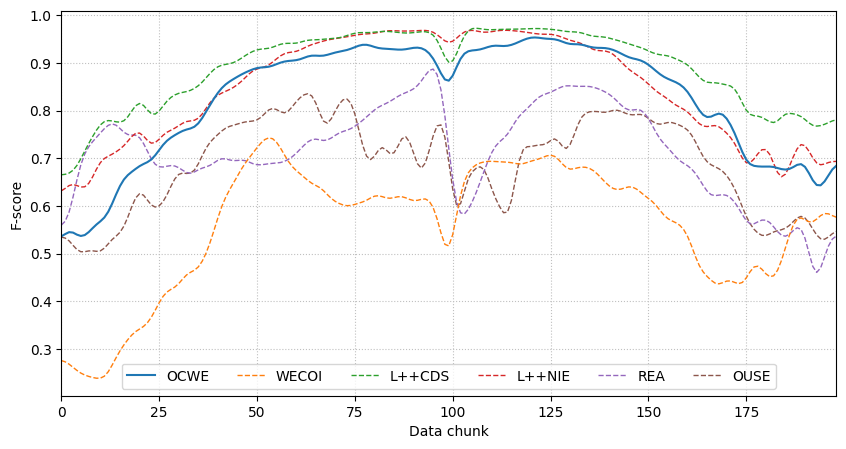 1.0
0.9
0.8
0.7
0.6
0.5
0.4
0.3
F-score
OCWE WECOI L++CDS L++NIE REA OUSE
0 25 50 75 100 125 150 175
Data chunk